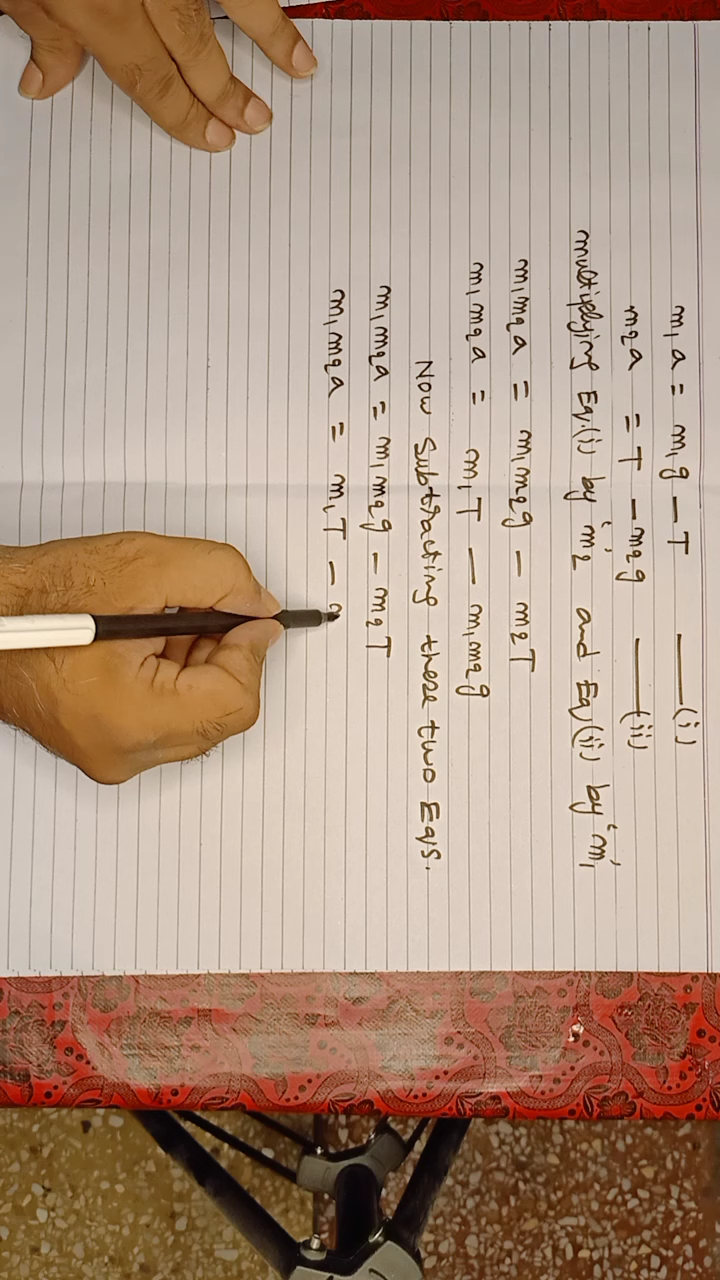 m₁a = m₁g — T ——(i)
m₂a = T — m₂g ——(ii)
multiplying Eq.(i) by 'm₂' and Eq(ii) by 'm₁'
m₁m₂a = m₁m₂g — m₂T
m₁m₂a = m₁T — m₁m₂g
Now Subtracting these two Eqs.
m₁m₂a = m₁m₂g — m₂T
m₁m₂a = m₁T —